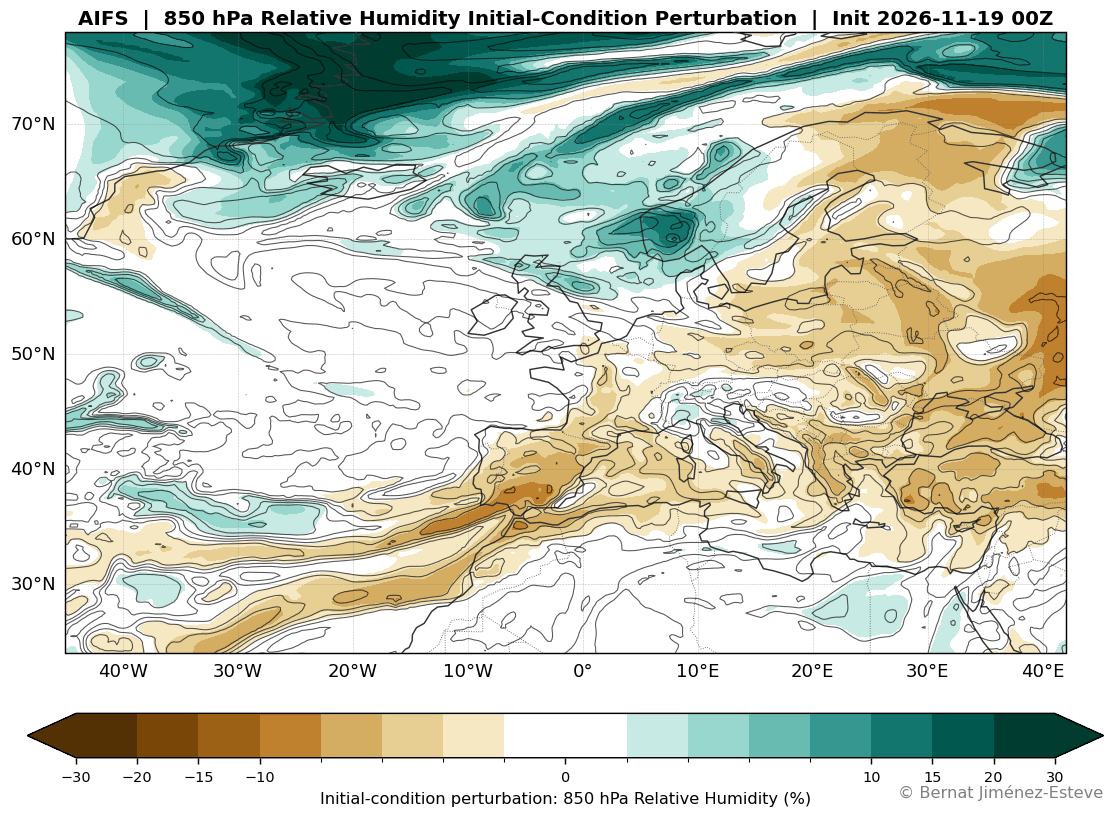 AIFS | 850 hPa Relative Humidity Initial-Condition Perturbation | Init 2026-11-19 00Z
70°N
60°N
50°N
40°N
30°N
40°W 30°W 20°W 10°W 0° 10°E 20°E 30°E 40°E
−30 −20 −15 −10 0 10 15 20 30
Initial-condition perturbation: 850 hPa Relative Humidity (%)
© Bernat Jiménez-Esteve